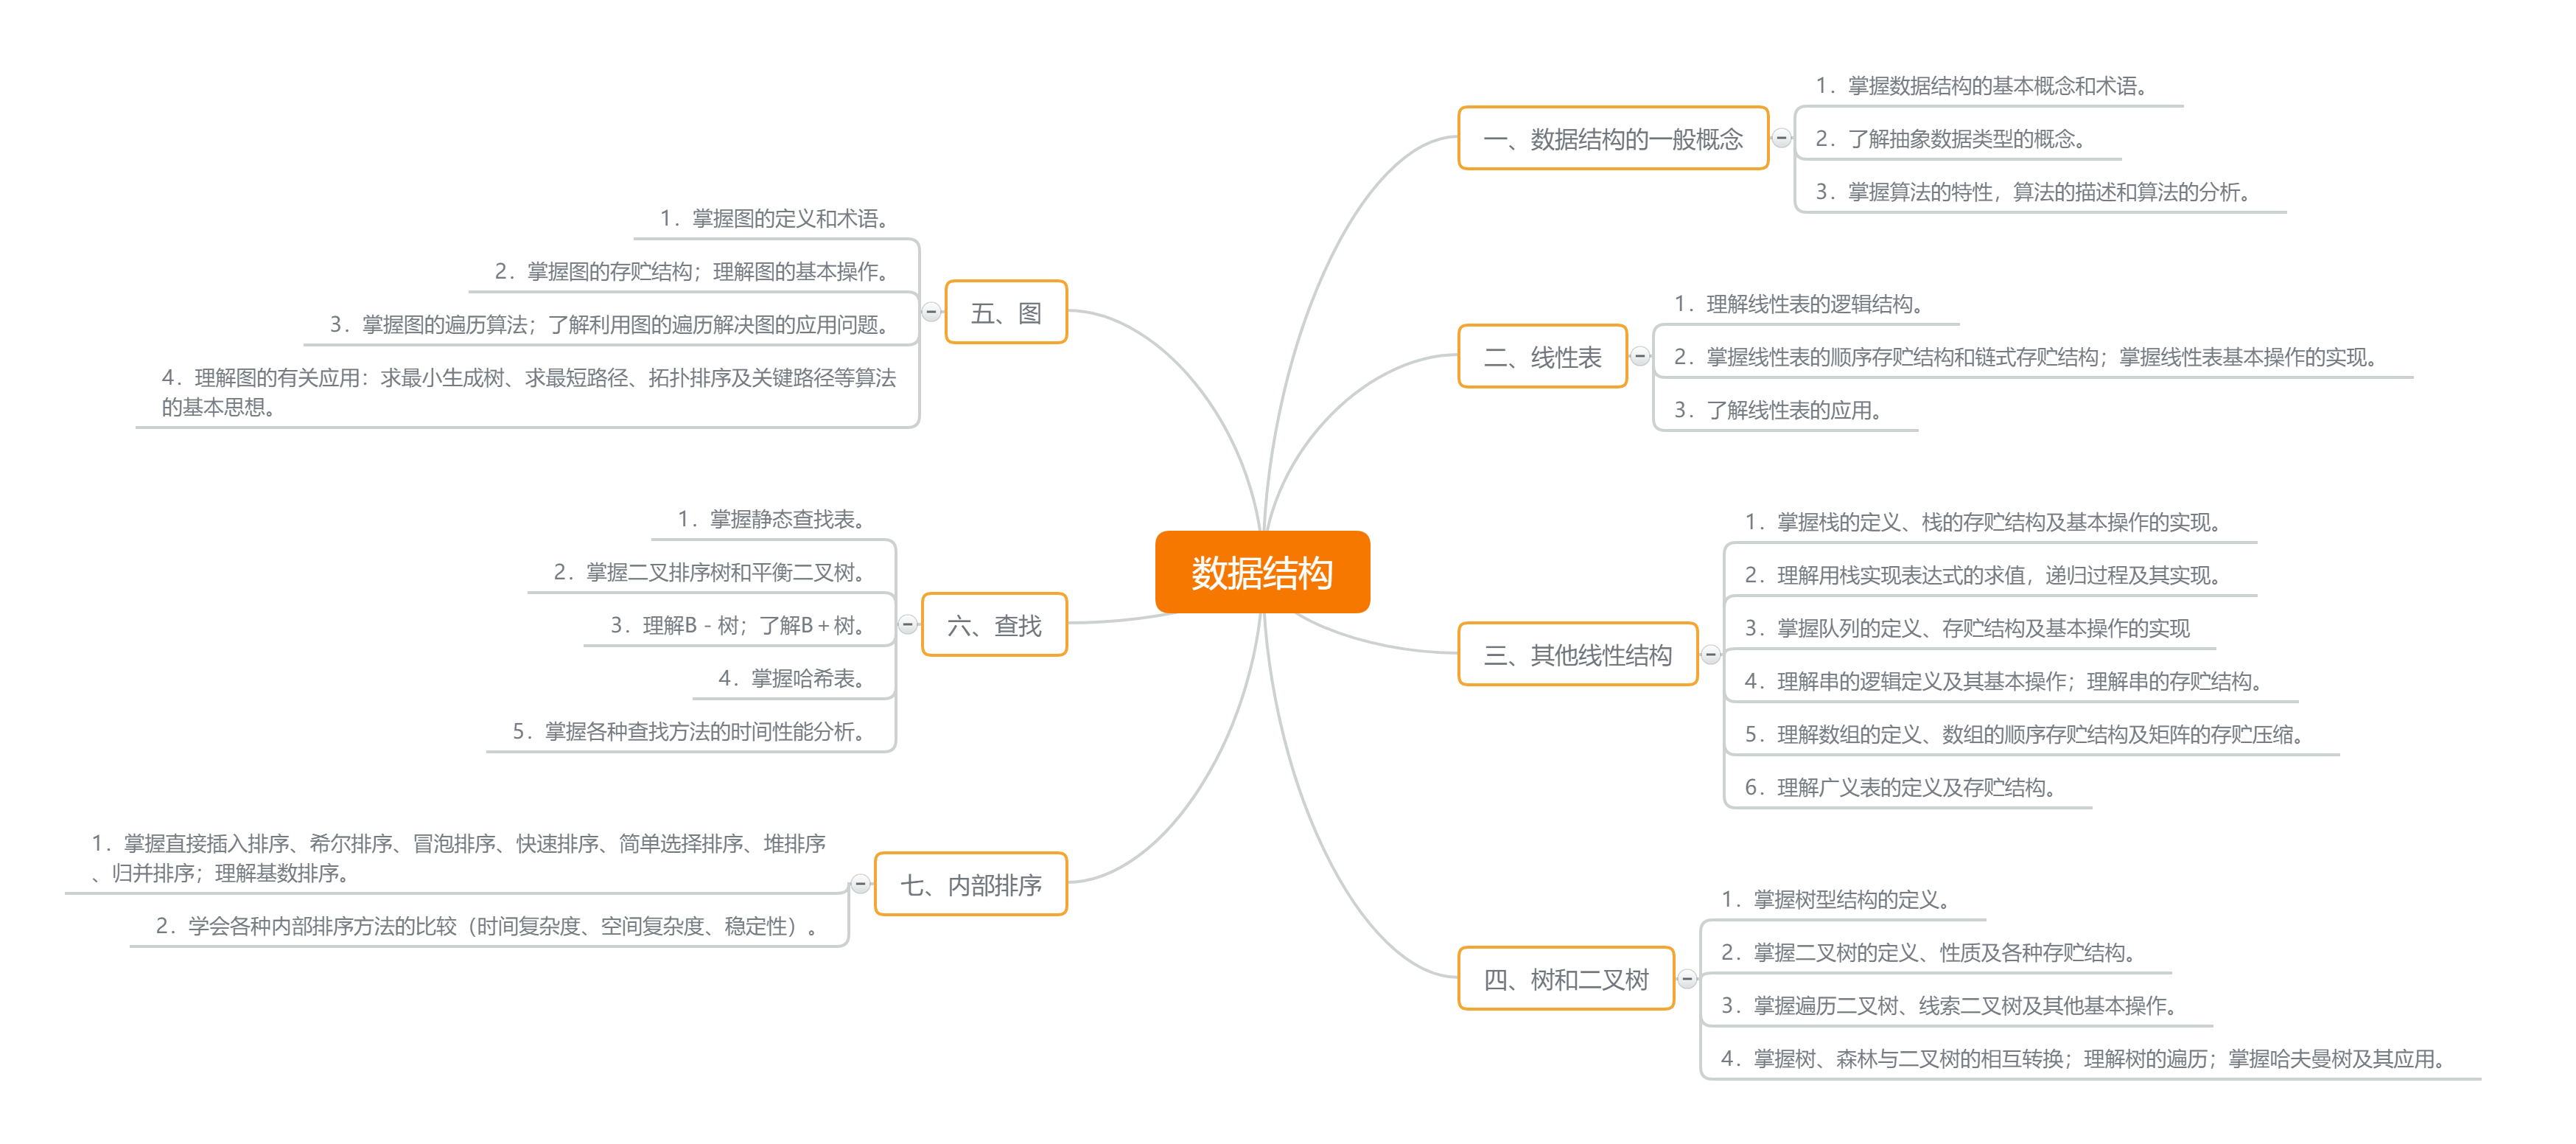 数据结构
一、数据结构的一般概念
1．掌握数据结构的基本概念和术语。
2．了解抽象数据类型的概念。
3．掌握算法的特性，算法的描述和算法的分析。
二、线性表
1．理解线性表的逻辑结构。
2．掌握线性表的顺序存贮结构和链式存贮结构；掌握线性表基本操作的实现。
3．了解线性表的应用。
三、其他线性结构
1．掌握栈的定义、栈的存贮结构及基本操作的实现。
2．理解用栈实现表达式的求值，递归过程及其实现。
3．掌握队列的定义、存贮结构及基本操作的实现
4．理解串的逻辑定义及其基本操作；理解串的存贮结构。
5．理解数组的定义、数组的顺序存贮结构及矩阵的存贮压缩。
6．理解广义表的定义及存贮结构。
四、树和二叉树
1．掌握树型结构的定义。
2．掌握二叉树的定义、性质及各种存贮结构。
3．掌握遍历二叉树、线索二叉树及其他基本操作。
4．掌握树、森林与二叉树的相互转换；理解树的遍历；掌握哈夫曼树及其应用。
五、图
1．掌握图的定义和术语。
2．掌握图的存贮结构；理解图的基本操作。
3．掌握图的遍历算法；了解利用图的遍历解决图的应用问题。
4．理解图的有关应用：求最小生成树、求最短路径、拓扑排序及关键路径等算法
的基本思想。
六、查找
1．掌握静态查找表。
2．掌握二叉排序树和平衡二叉树。
3．理解B－树；了解B＋树。
4．掌握哈希表。
5．掌握各种查找方法的时间性能分析。
七、内部排序
1．掌握直接插入排序、希尔排序、冒泡排序、快速排序、简单选择排序、堆排序
、归并排序；理解基数排序。
2．学会各种内部排序方法的比较（时间复杂度、空间复杂度、稳定性）。